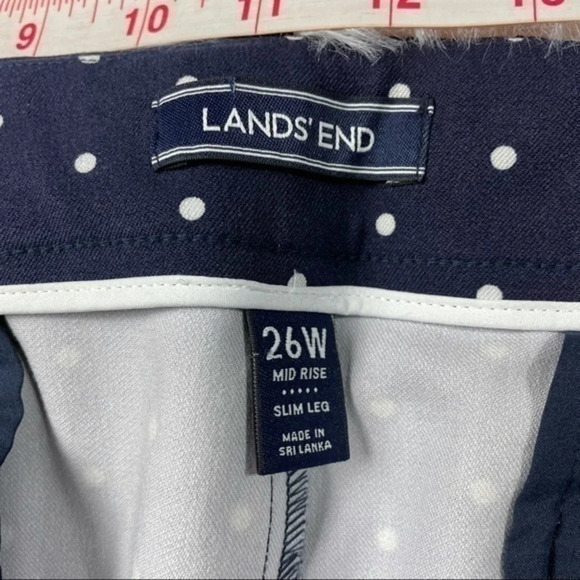 9 10 11 12 13
LANDS' END
26W
MID RISE
SLIM LEG
MADE IN
SRI LANKA